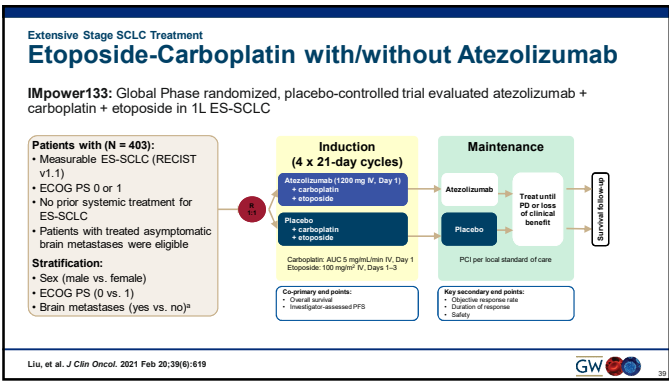 Extensive Stage SCLC Treatment
Etoposide-Carboplatin with/without Atezolizumab
IMpower133: Global Phase randomized, placebo-controlled trial evaluated atezolizumab +
carboplatin + etoposide in 1L ES-SCLC
Patients with (N = 403):
• Measurable ES-SCLC (RECIST
v1.1)
• ECOG PS 0 or 1
• No prior systemic treatment for
ES-SCLC
• Patients with treated asymptomatic
brain metastases were eligible
Stratification:
• Sex (male vs. female)
• ECOG PS (0 vs. 1)
• Brain metastases (yes vs. no)ᵃ
R
1:1
Induction
(4 x 21-day cycles)
Atezolizumab (1200 mg IV, Day 1)
+ carboplatin
+ etoposide
Placebo
+ carboplatin
+ etoposide
Carboplatin: AUC 5 mg/mL/min IV, Day 1
Etoposide: 100 mg/m² IV, Days 1–3
Maintenance
Atezolizumab
Placebo
Treat until
PD or loss
of clinical
benefit
PCI per local standard of care
Survival follow-up
Co-primary end points:
• Overall survival
• Investigator-assessed PFS
Key secondary end points:
• Objective response rate
• Duration of response
• Safety
Liu, et al. J Clin Oncol. 2021 Feb 20;39(6):619
GW
39